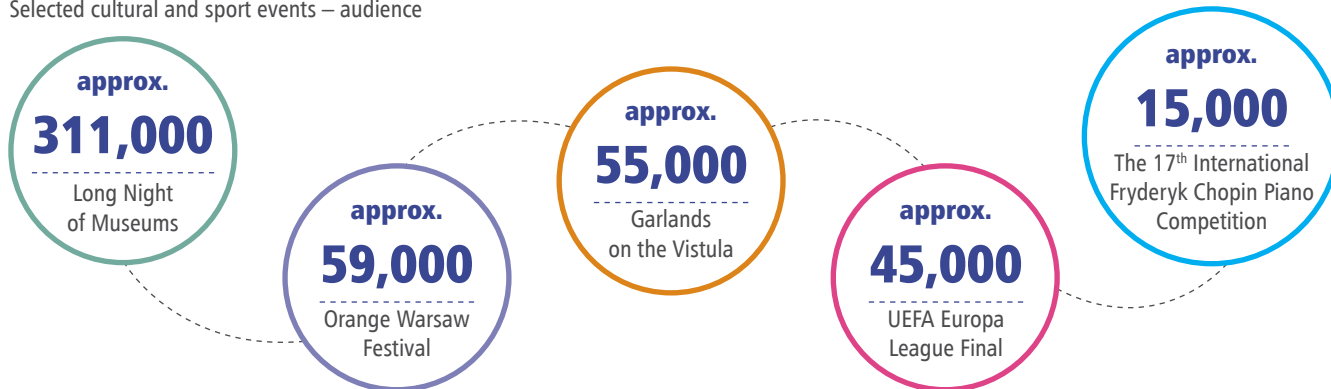 Selected cultural and sport events – audience
approx.
311,000
Long Night
of Museums
approx.
59,000
Orange Warsaw
Festival
approx.
55,000
Garlands
on the Vistula
approx.
45,000
UEFA Europa
League Final
approx.
15,000
The 17th International
Fryderyk Chopin Piano
Competition